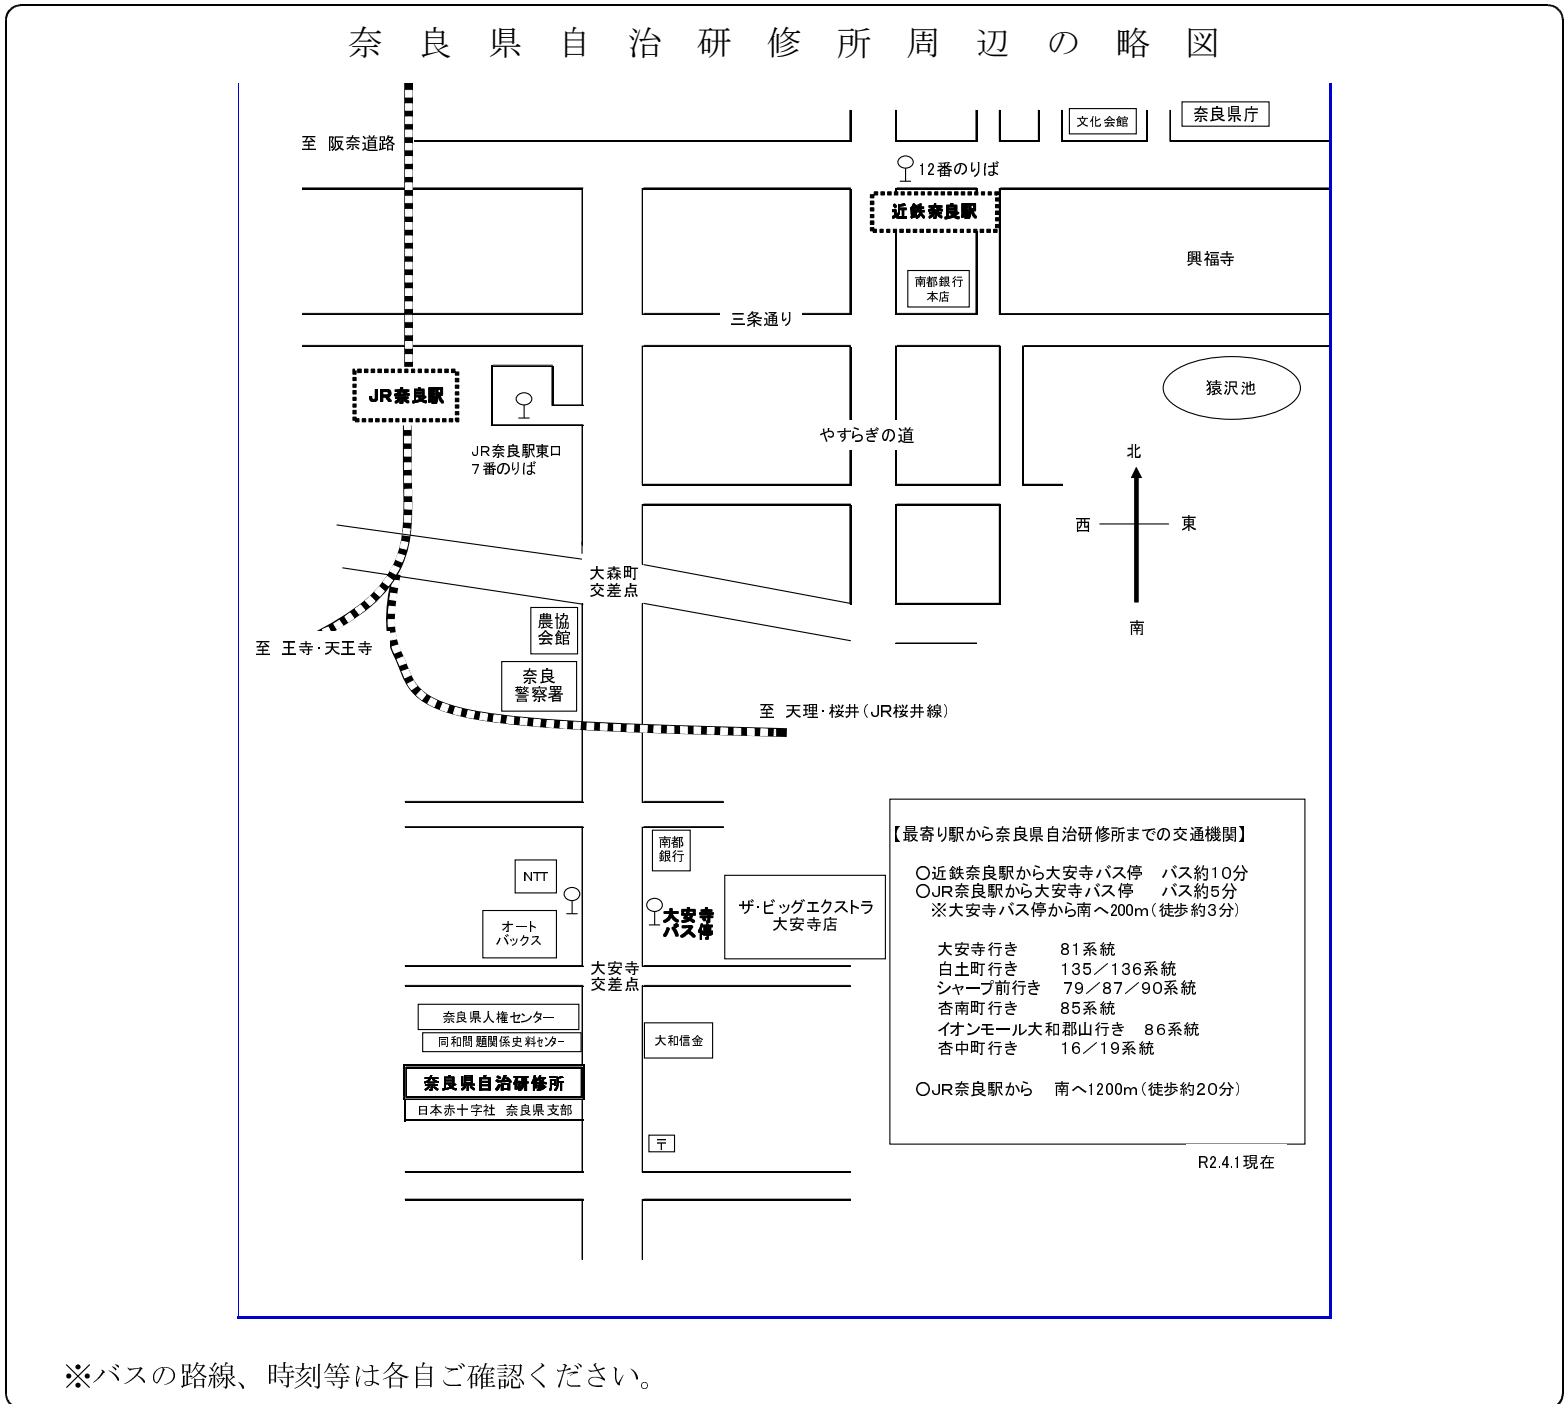 奈良県自治研修所周辺の略図
文化会館
奈良県庁
至 阪奈道路
12番のりば
近鉄奈良駅
興福寺
南都銀行
本店
三条通り
JR奈良駅
猿沢池
やすらぎの道
JR奈良駅東口
7番のりば
北
西
東
南
大森町
交差点
農協
会館
至 王寺・天王寺
奈良
警察署
至 天理・桜井(JR桜井線)
南都
銀行
NTT
大安寺
バス停
ザ・ビッグエクストラ
大安寺店
オート
バックス
大安寺
交差点
奈良県人権センター
同和問題関係史料センター
大和信金
奈良県自治研修所
日本赤十字社 奈良県支部
〒
【最寄り駅から奈良県自治研修所までの交通機関】
○近鉄奈良駅から大安寺バス停 バス約10分
○JR奈良駅から大安寺バス停 バス約5分
※大安寺バス停から南へ200m(徒歩約3分)
大安寺行き 81系統
白土町行き 135/136系統
シャープ前行き 79/87/90系統
杏南町行き 85系統
イオンモール大和郡山行き 86系統
杏中町行き 16/19系統
○JR奈良駅から 南へ1200m(徒歩約20分)
R2.4.1現在
※バスの路線、時刻等は各自ご確認ください。